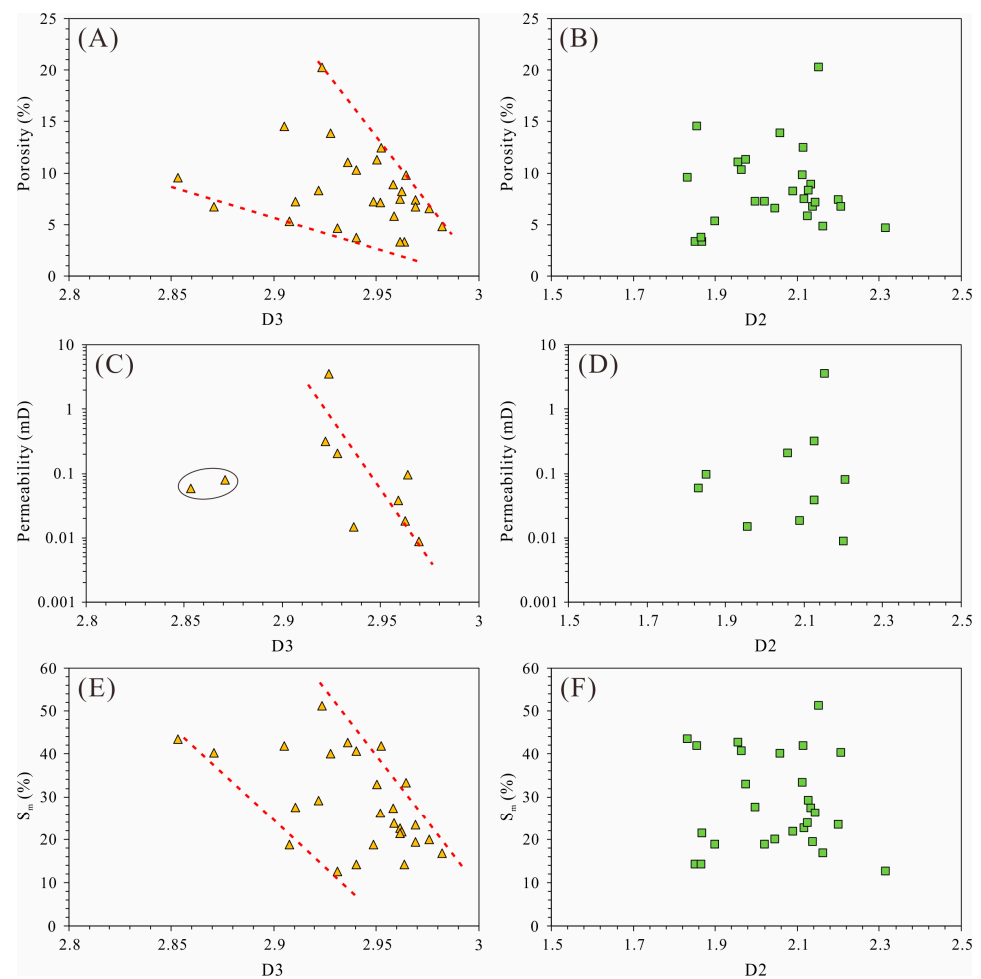 (A)
Porosity (%)
25
20
15
10
5
0
2.8 2.85 2.9 2.95 3
D3
(B)
Porosity (%)
25
20
15
10
5
0
1.5 1.7 1.9 2.1 2.3 2.5
D2
(C)
Permeability (mD)
10
1
0.1
0.01
0.001
2.8 2.85 2.9 2.95 3
D3
(D)
Permeability (mD)
10
1
0.1
0.01
0.001
1.5 1.7 1.9 2.1 2.3 2.5
D2
(E)
Sm (%)
60
50
40
30
20
10
0
2.8 2.85 2.9 2.95 3
D3
(F)
Sm (%)
60
50
40
30
20
10
0
1.5 1.7 1.9 2.1 2.3 2.5
D2